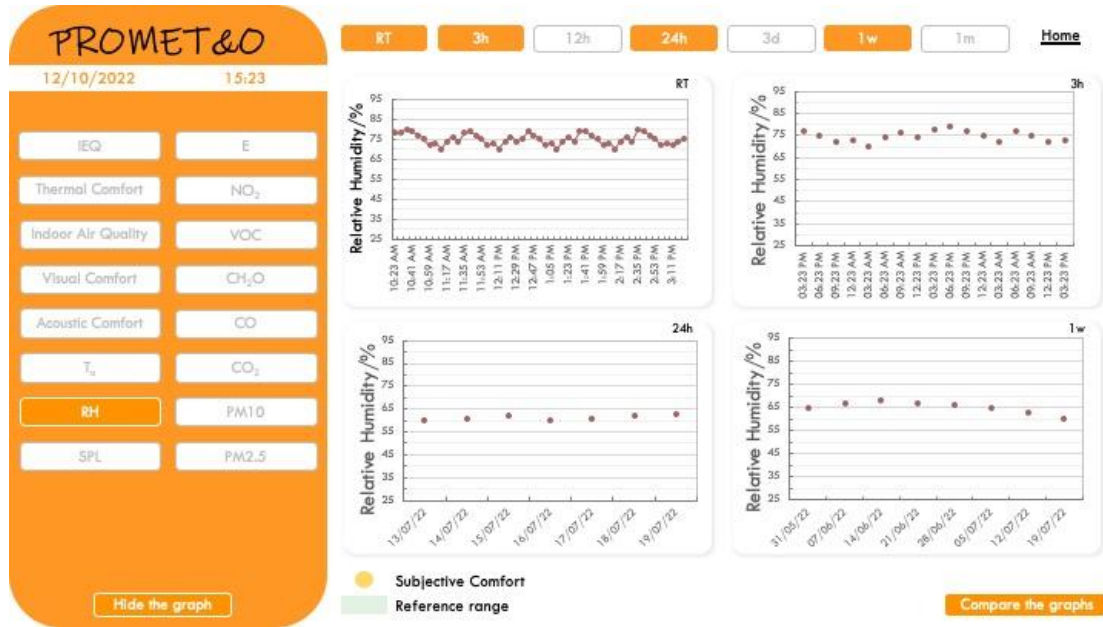 PROMET&O
12/10/2022 15:23
IEQ E
Thermal Comfort NO₂
Indoor Air Quality VOC
Visual Comfort CH₂O
Acoustic Comfort CO
Tₐ CO₂
RH PM10
SPL PM2.5
Hide the graph
RT 3h 12h 24h 3d 1w 1m Home
RT
Relative Humidity/%
95
85
75
65
55
45
35
25
10:23 AM 10:41 AM 10:59 AM 11:17 AM 11:35 AM 11:53 AM 12:11 PM 12:29 PM 12:47 PM 1:05 PM 1:23 PM 1:41 PM 1:59 PM 2:17 PM 2:35 PM 2:53 PM 3:11 PM
3h
Relative Humidity/%
95
85
75
65
55
45
35
25
03:23 PM 06:23 PM 09:23 PM 12:23 AM 03:23 AM 06:23 AM 09:23 AM 12:23 PM 03:23 PM 06:23 PM 09:23 PM 12:23 AM 03:23 AM 06:23 AM 09:23 AM 12:23 PM 03:23 PM
24h
Relative Humidity/%
95
85
75
65
55
45
35
25
13/07/22 14/07/22 15/07/22 16/07/22 17/07/22 18/07/22 19/07/22
1w
Relative Humidity/%
95
85
75
65
55
45
35
25
31/05/22 07/06/22 14/06/22 21/06/22 28/06/22 05/07/22 12/07/22 19/07/22
Subjective Comfort
Reference range
Compare the graphs